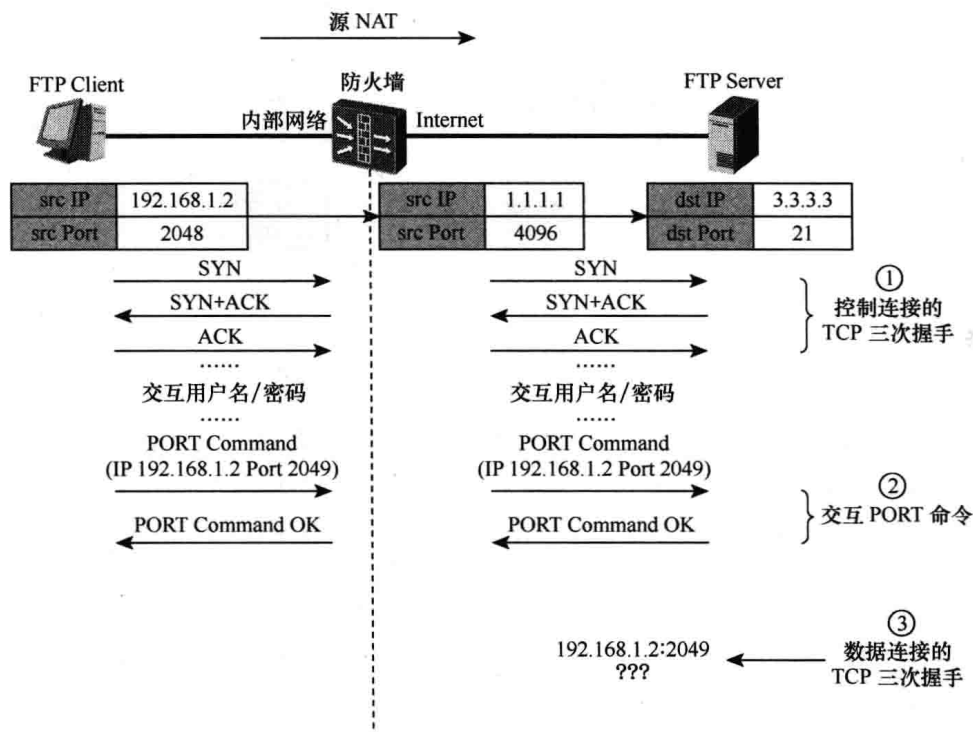 源 NAT
FTP Client
防火墙
FTP Server
内部网络
Internet
src IP 192.168.1.2
src Port 2048
src IP 1.1.1.1
src Port 4096
dst IP 3.3.3.3
dst Port 21
SYN
SYN+ACK
ACK
……
交互用户名/密码
……
PORT Command
(IP 192.168.1.2 Port 2049)
PORT Command OK
SYN
SYN+ACK
ACK
……
交互用户名/密码
……
PORT Command
(IP 192.168.1.2 Port 2049)
PORT Command OK
①
控制连接的
TCP 三次握手
②
交互 PORT 命令
③
数据连接的
TCP 三次握手
192.168.1.2:2049
???